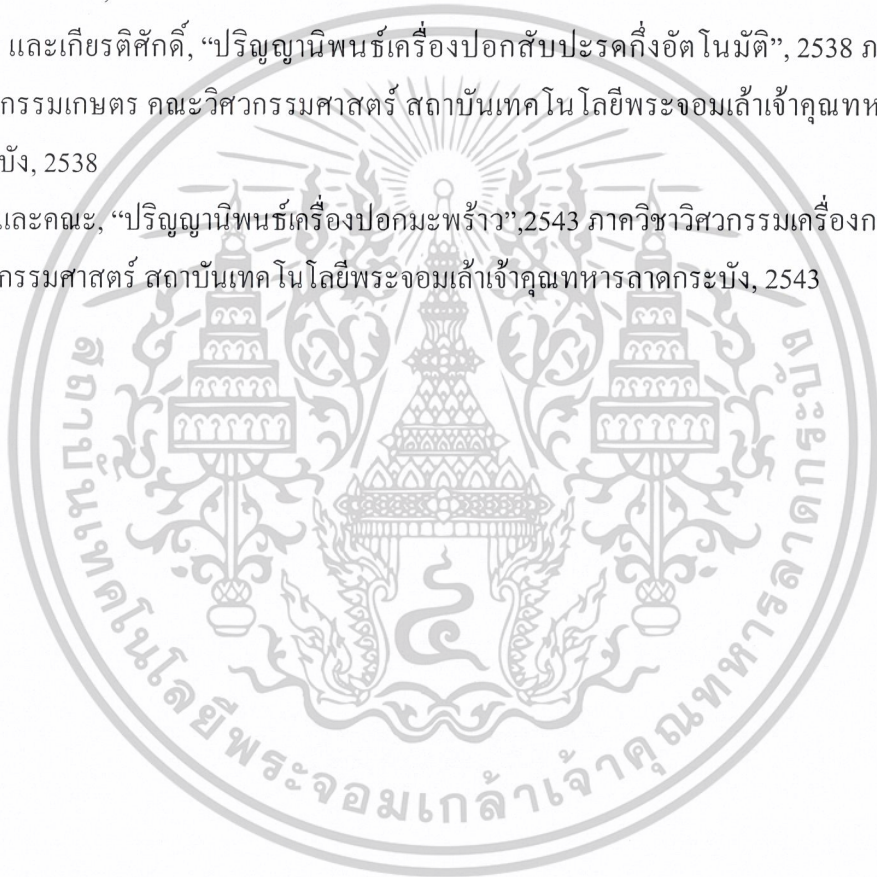 และเกียรติศักดิ์, “ปริญญานิพนธ์เครื่องปอกสับปะรดกึ่งอัตโนมัติ”, 2538 ภ
กรรมเกษตร คณะวิศวกรรมศาสตร์ สถาบันเทคโนโลยีพระจอมเกล้าเจ้าคุณทห
บัง, 2538
และคณะ, “ปริญญานิพนธ์เครื่องปอกมะพร้าว”,2543 ภาควิชาวิศวกรรมเครื่องก
กรรมศาสตร์ สถาบันเทคโนโลยีพระจอมเกล้าเจ้าคุณทหารลาดกระบัง, 2543
สถาบันเทคโนโลยีพระจอมเกล้าเจ้าคุณทหารลาดกระบัง